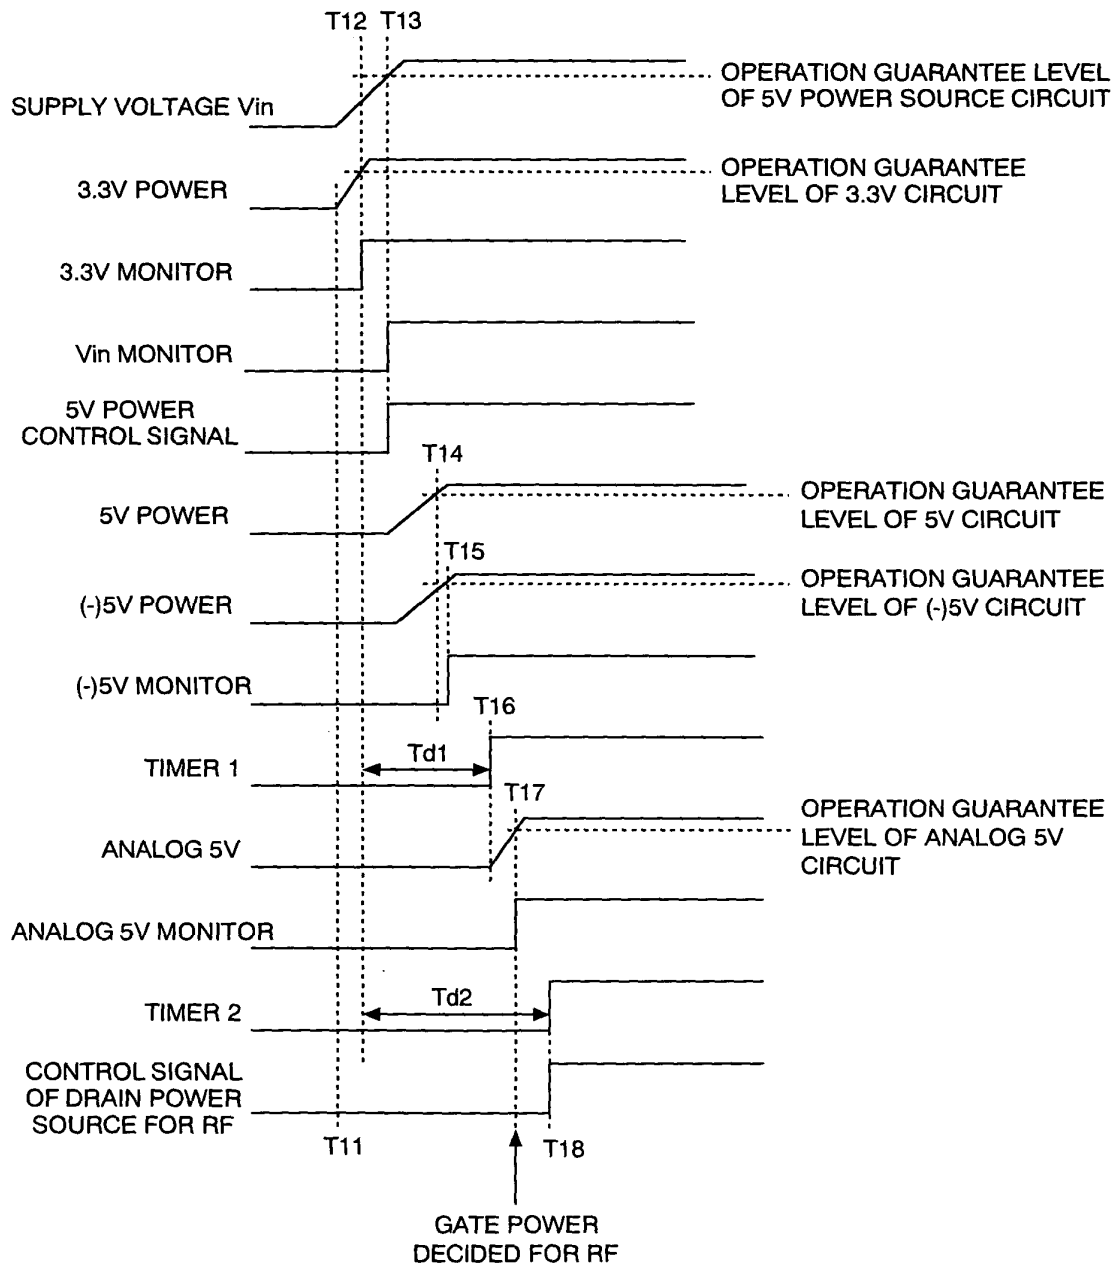 T12 T13
OPERATION GUARANTEE LEVEL
OF 5V POWER SOURCE CIRCUIT
SUPPLY VOLTAGE Vin
OPERATION GUARANTEE
LEVEL OF 3.3V CIRCUIT
3.3V POWER
3.3V MONITOR
Vin MONITOR
5V POWER
CONTROL SIGNAL
T14
OPERATION GUARANTEE
LEVEL OF 5V CIRCUIT
5V POWER
T15
OPERATION GUARANTEE
LEVEL OF (-)5V CIRCUIT
(-)5V POWER
(-)5V MONITOR
T16
Td1
TIMER 1
T17
OPERATION GUARANTEE
LEVEL OF ANALOG 5V
CIRCUIT
ANALOG 5V
ANALOG 5V MONITOR
Td2
TIMER 2
CONTROL SIGNAL
OF DRAIN POWER
SOURCE FOR RF
T11
T18
GATE POWER
DECIDED FOR RF